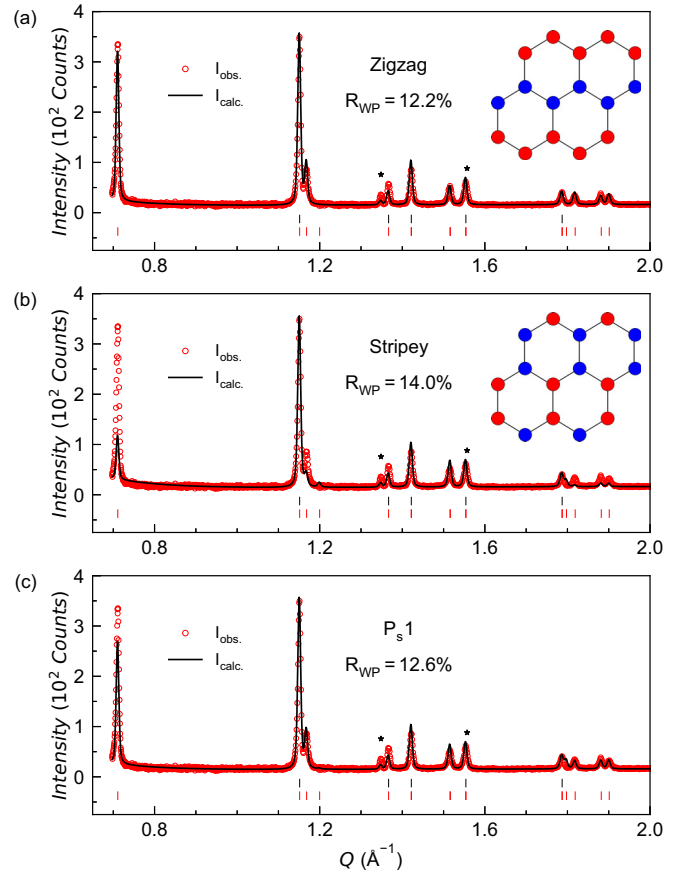 (a)
Intensity (10² Counts)
4
3
2
1
0
I_obs.
I_calc.
Zigzag
R_WP = 12.2%
★
★
0.8
1.2
1.6
2.0
(b)
Intensity (10² Counts)
4
3
2
1
0
I_obs.
I_calc.
Stripey
R_WP = 14.0%
★
★
0.8
1.2
1.6
2.0
(c)
Intensity (10² Counts)
4
3
2
1
0
I_obs.
I_calc.
P_s1
R_WP = 12.6%
★
★
0.8
1.2
1.6
2.0
Q (Å⁻¹)